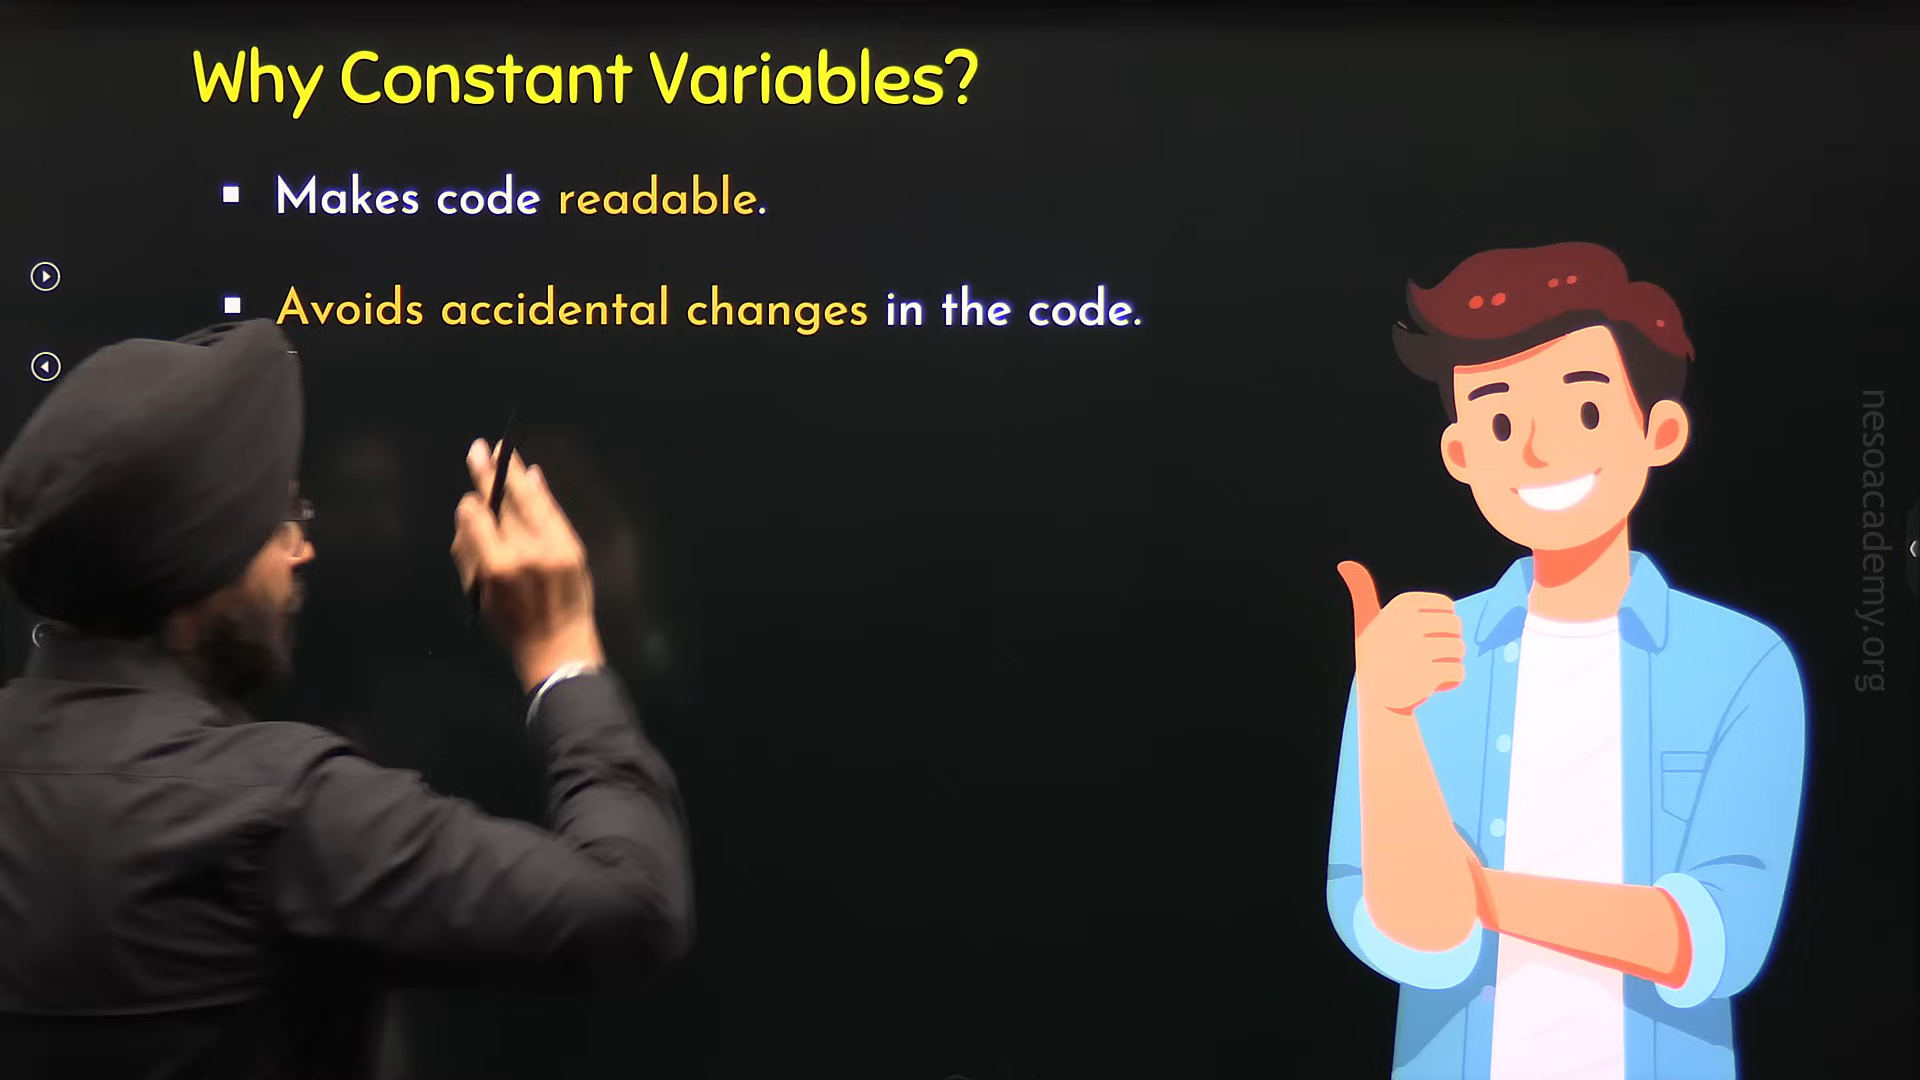 Why Constant Variables?
▪ Makes code readable.
▪ Avoids accidental changes in the code.
nesoacademy.org